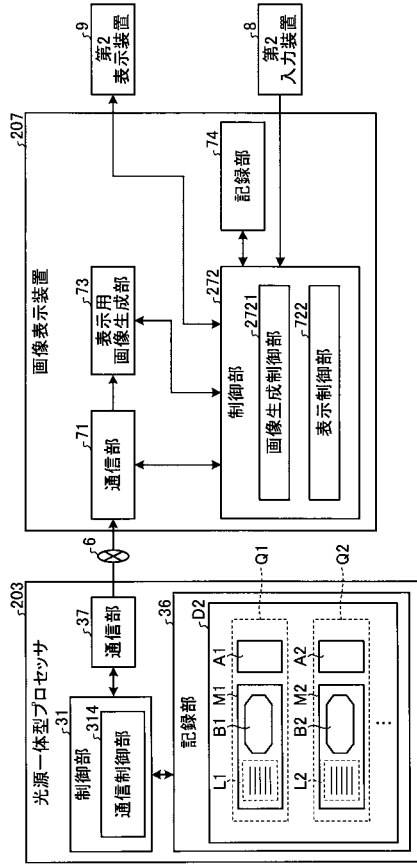 203
光源一体型プロセッサ
31
制御部
314
通信制御部
37
通信部
6
36
記録部
D2
L1
B1
M1
A1
Q1
L2
B2
M2
A2
Q2
⋮
207
画像表示装置
71
通信部
73
表示用
画像生成部
272
制御部
2721
画像生成制御部
722
表示制御部
74
記録部
9
第2
表示装置
8
第2
入力装置